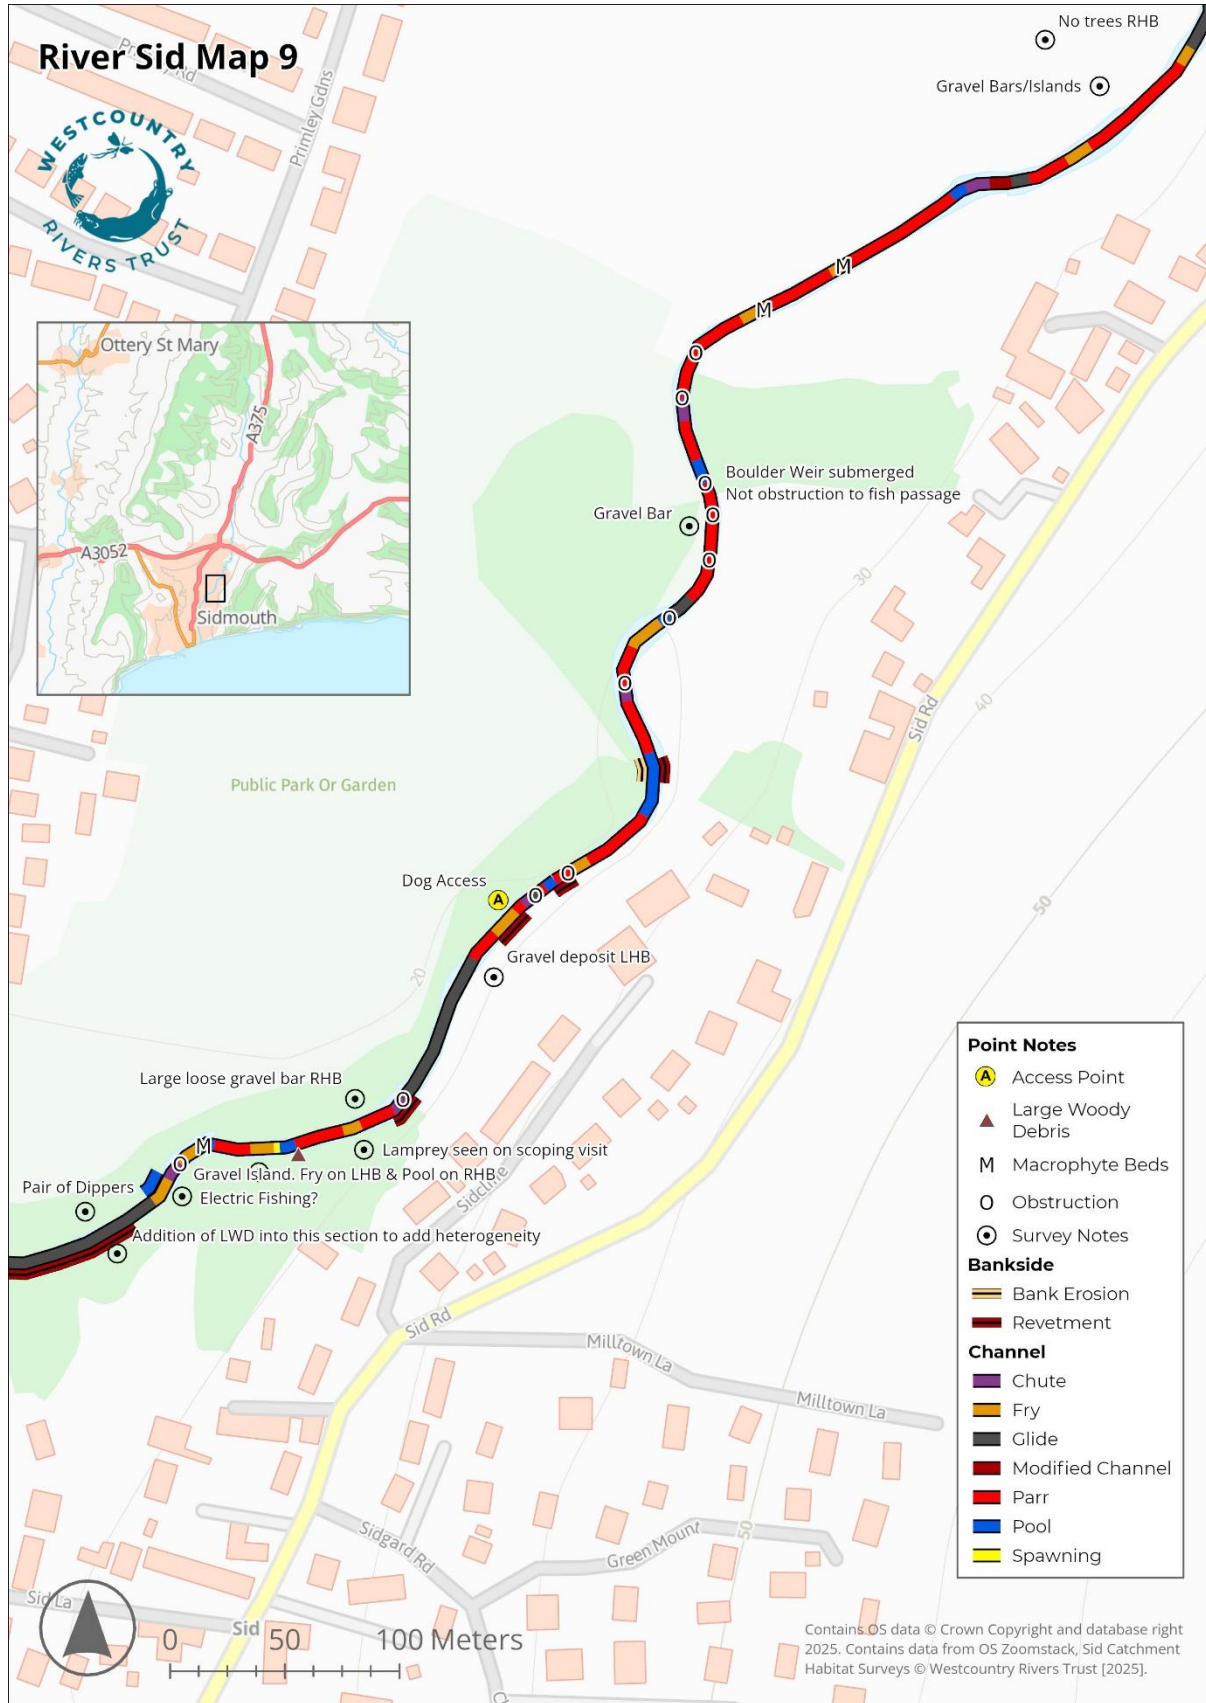 River Sid Map 9
WESTCOUNTRY
RIVERS TRUST
Primley Gdns
No trees RHB
Gravel Bars/Islands
M
M
Ottery St Mary
A375
A3052
Sidmouth
O
O
Boulder Weir submerged
Not obstruction to fish passage
O
O
Gravel Bar
O
30
O
O
Sid Rd
40
Public Park Or Garden
Dog Access
A
O
O
50
Gravel deposit LHB
20
Large loose gravel bar RHB
O
M
Lamprey seen on scoping visit
O
Gravel Island. Fry on LHB & Pool on RHB
Pair of Dippers
Electric Fishing?
Sidcliffe
Addition of LWD into this section to add heterogeneity
Sid Rd
Milltown La
Milltown La
Sidgard Rd
Green Mount
50
Sid La
Sid
0 50 100 Meters
Point Notes
A Access Point
Large Woody
Debris
M Macrophyte Beds
O Obstruction
Survey Notes
Bankside
Bank Erosion
Revetment
Channel
Chute
Fry
Glide
Modified Channel
Parr
Pool
Spawning
Contains OS data © Crown Copyright and database right
2025. Contains data from OS Zoomstack, Sid Catchment
Habitat Surveys © Westcountry Rivers Trust [2025].